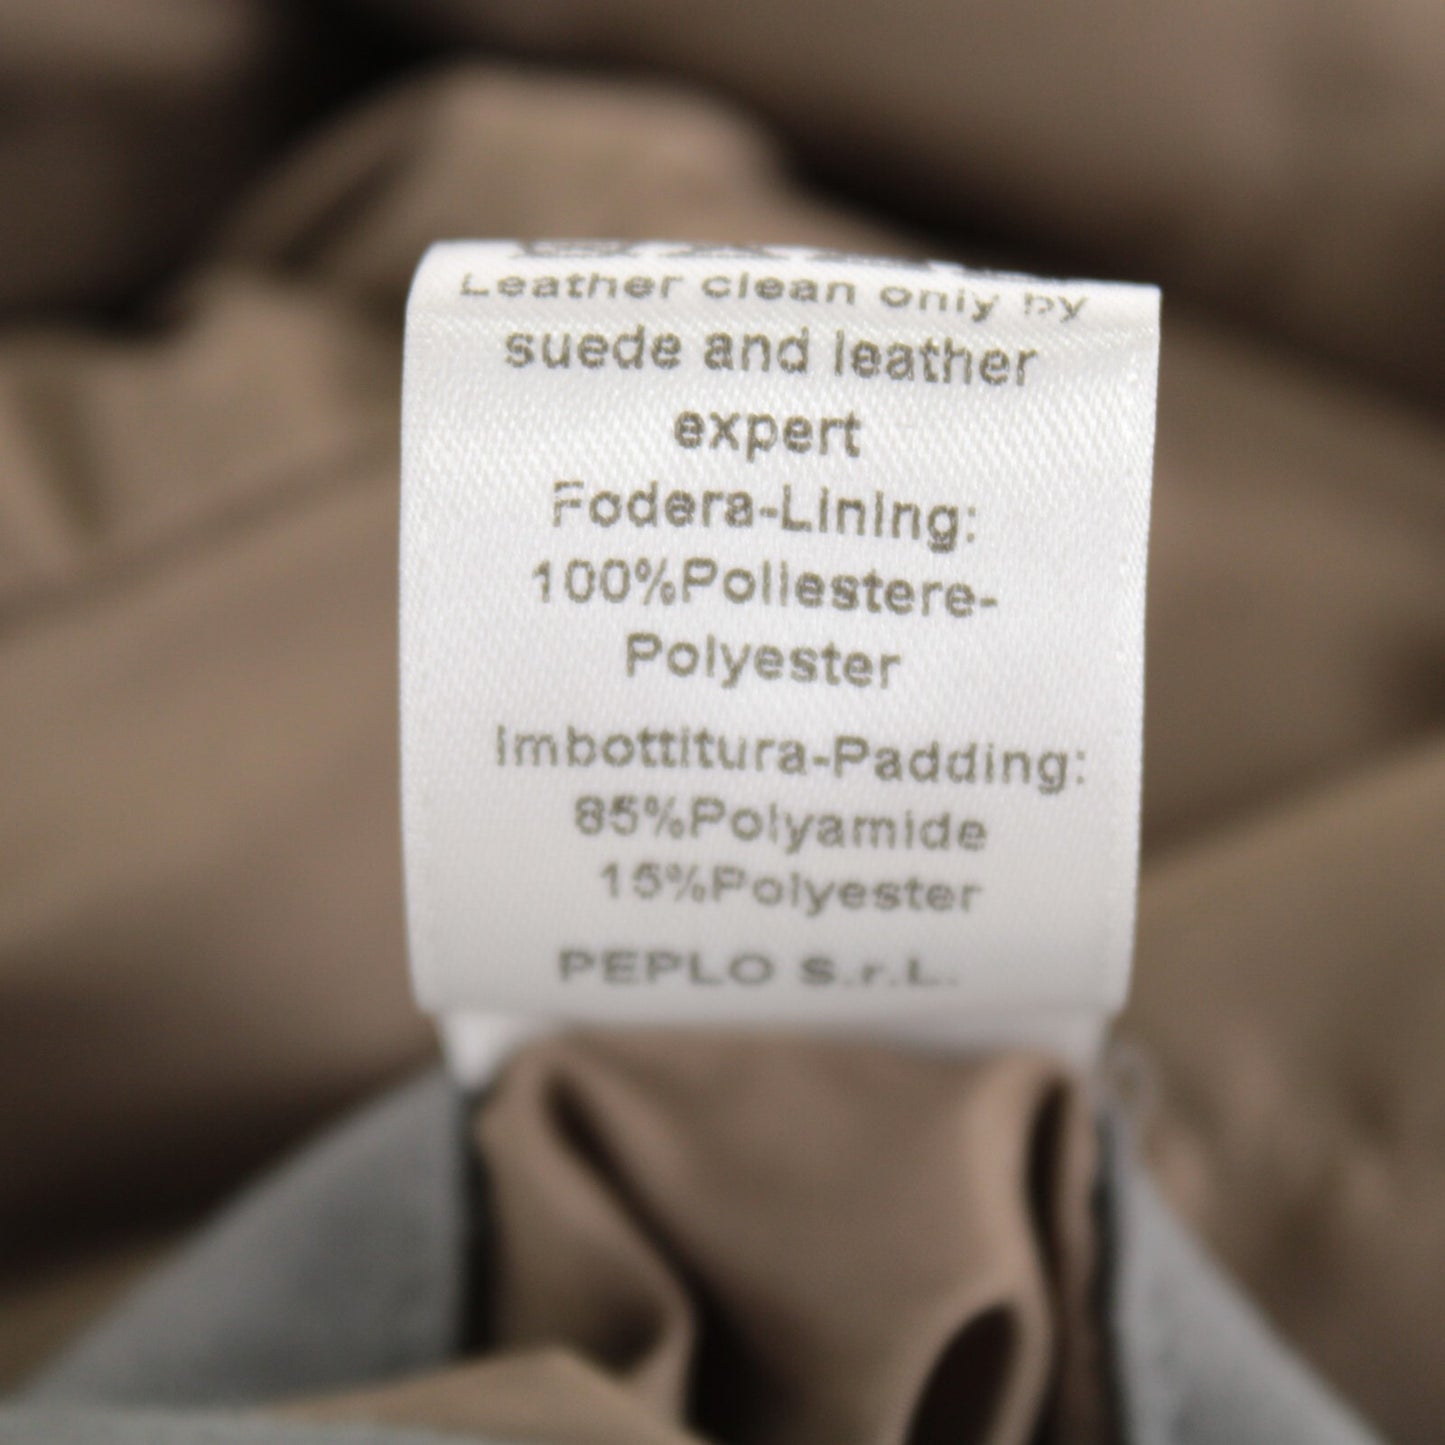 Leather clean only by
suede and leather
expert
Fodera-Lining:
100%Poliestere-
Polyester
Imbottitura-Padding:
85%Polyamide
15%Polyester
PEPLO S.r.L.